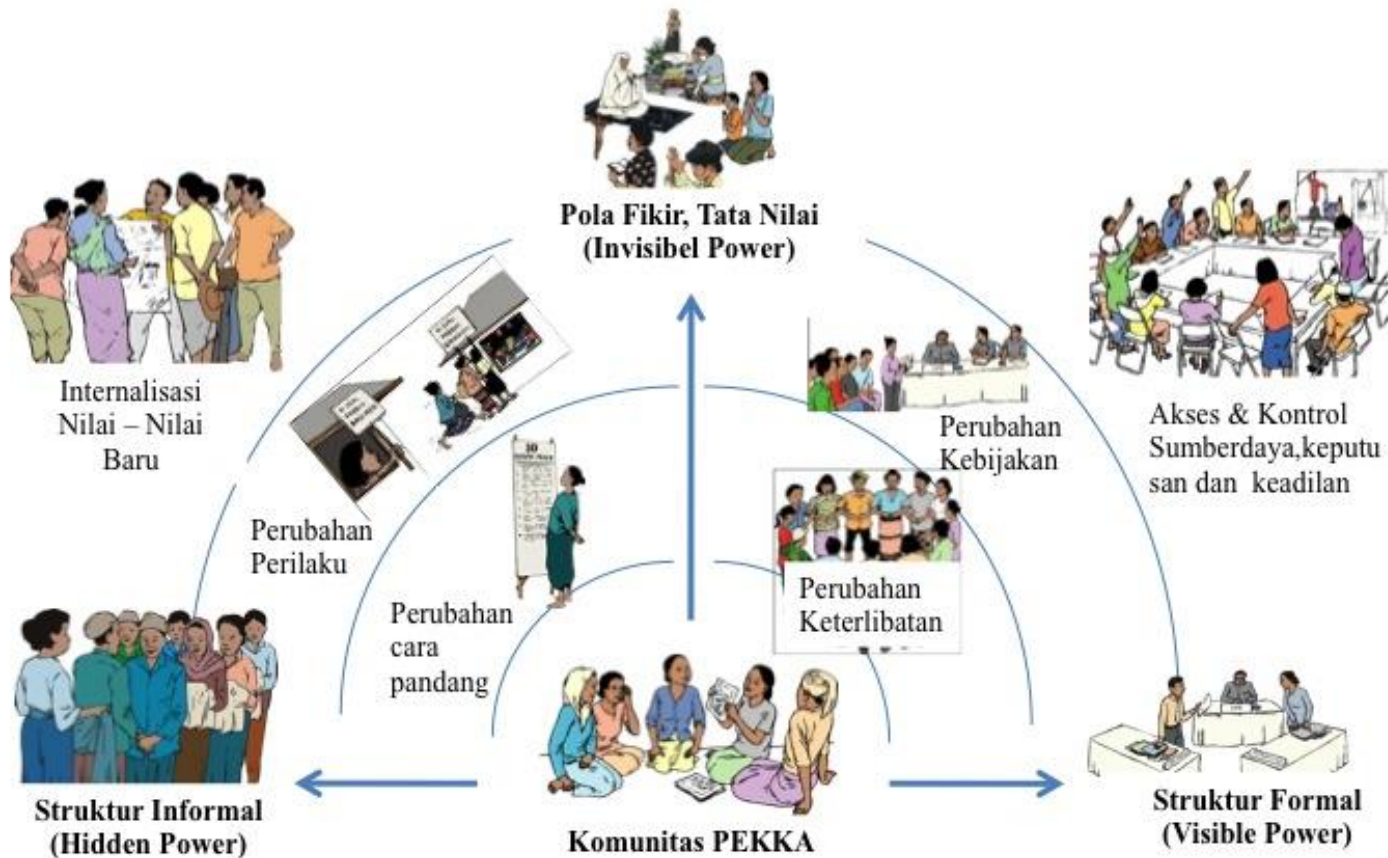 Pola Fikir, Tata Nilai
(Invisibel Power)
Internalisasi
Nilai – Nilai
Baru
Perubahan
Kebijakan
Akses & Kontrol
Sumberdaya,keputu
san dan keadilan
Perubahan
Perilaku
Perubahan
cara
pandang
Perubahan
Keterlibatan
Struktur Informal
(Hidden Power)
Komunitas PEKKA
Struktur Formal
(Visible Power)